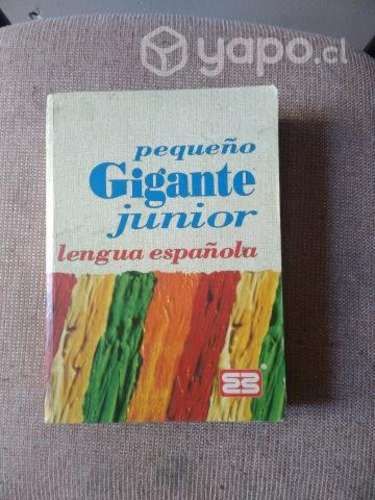 yapo.cl
pequeño
Gigante
junior
lengua española